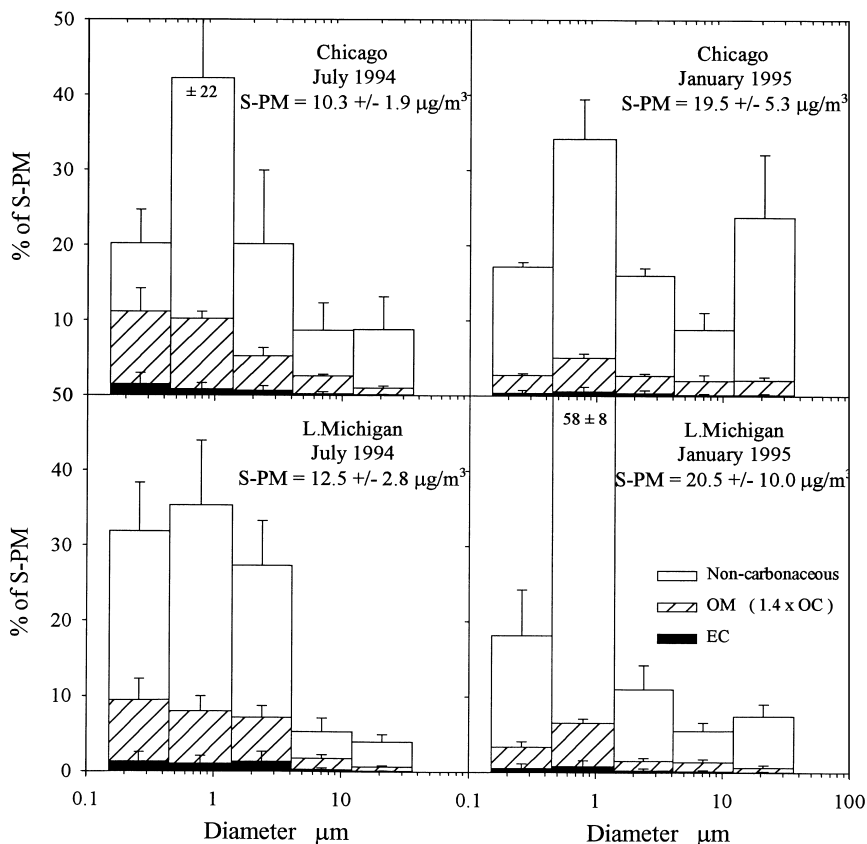 50
40
30
20
10
50
40
30
20
10
0
% of S-PM
% of S-PM
Chicago
July 1994
S-PM = 10.3 +/- 1.9 μg/m³
± 22
Chicago
January 1995
S-PM = 19.5 +/- 5.3 μg/m³
L.Michigan
July 1994
S-PM = 12.5 +/- 2.8 μg/m³
58 ± 8
L.Michigan
January 1995
S-PM = 20.5 +/- 10.0 μg/m³
Non-carbonaceous
OM ( 1.4 x OC )
EC
0.1
1
10
0.1
1
10
100
Diameter μm
Diameter μm